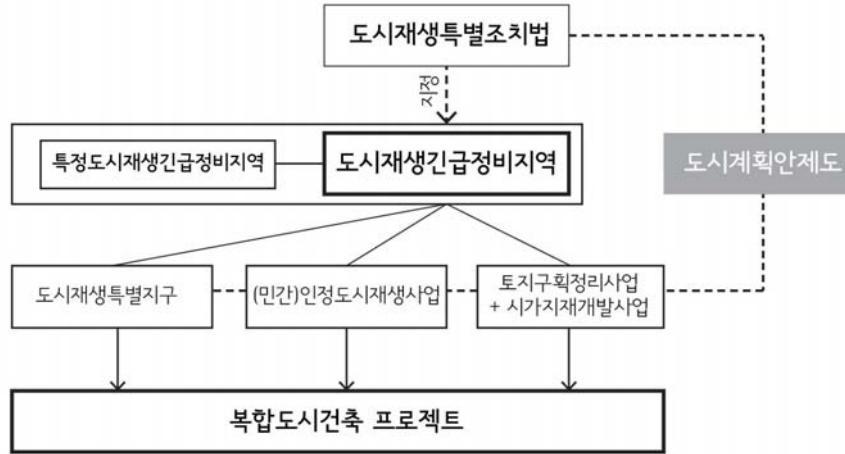 도시재생특별조치법
지정
특정도시재생긴급정비지역
도시재생긴급정비지역
도시계획안제도
도시재생특별지구
(민간)인정도시재생사업
토지구획정리사업
+ 시가지재개발사업
복합도시건축 프로젝트